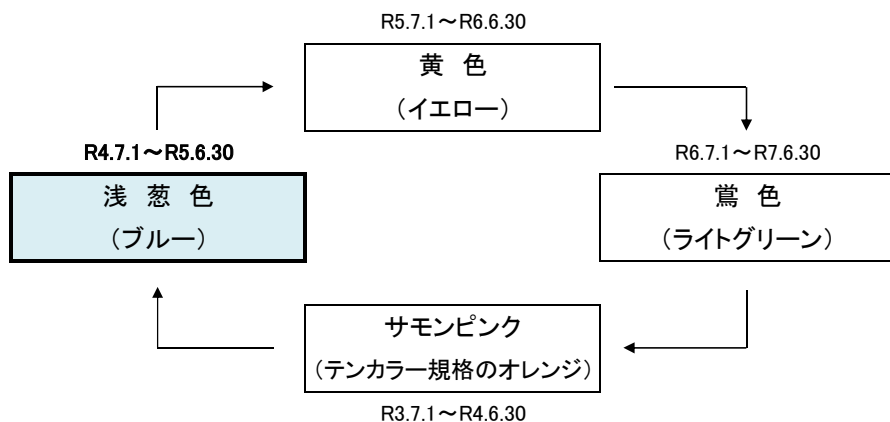 R5.7.1～R6.6.30
黄 色
（イエロー）
R4.7.1～R5.6.30
浅 葱 色
（ブルー）
R6.7.1～R7.6.30
鶯 色
（ライトグリーン）
サモンピンク
（テンカラー規格のオレンジ）
R3.7.1～R4.6.30